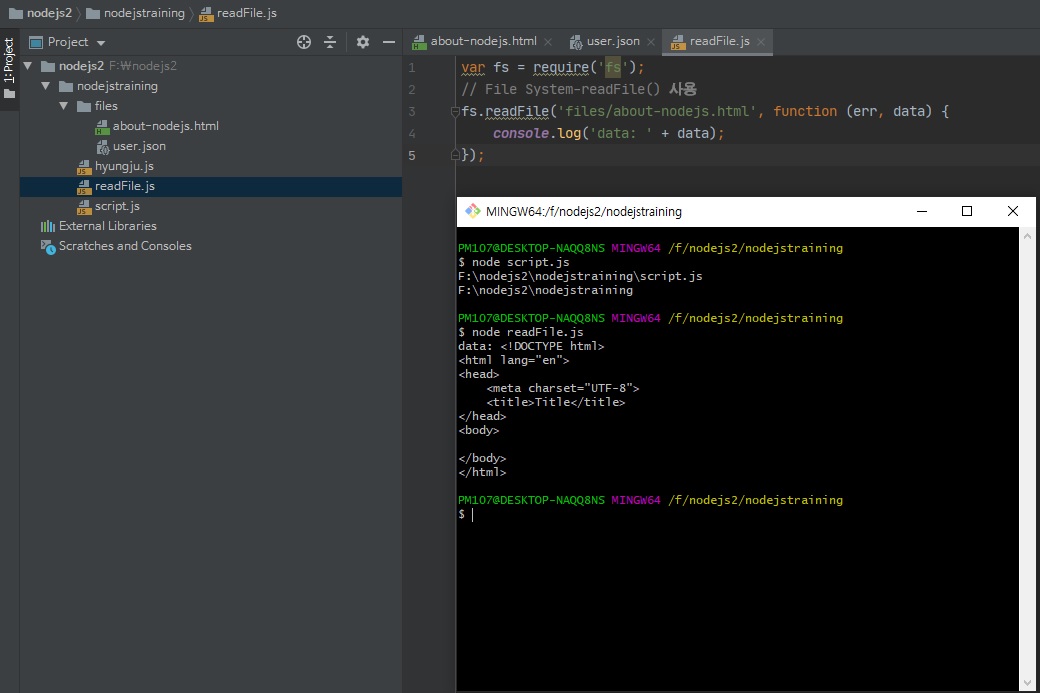 nodejs2 nodejstraining readFile.js
1: Project
Project
nodejs2 F:₩nodejs2
nodejstraining
files
about-nodejs.html
user.json
hyungju.js
readFile.js
script.js
External Libraries
Scratches and Consoles
about-nodejs.html user.json readFile.js
1 var fs = require('fs');
2 // File System-readFile() 사용
3 fs.readFile('files/about-nodejs.html', function (err, data) {
4 console.log('data: ' + data);
5 });
MINGW64:/f/nodejs2/nodejstraining
PM107@DESKTOP-NAQQ8NS MINGW64 /f/nodejs2/nodejstraining
$ node script.js
F:\nodejs2\nodejstraining\script.js
F:\nodejs2\nodejstraining
PM107@DESKTOP-NAQQ8NS MINGW64 /f/nodejs2/nodejstraining
$ node readFile.js
data: <!DOCTYPE html>
<html lang="en">
<head>
<meta charset="UTF-8">
<title>Title</title>
</head>
<body>
</body>
</html>
PM107@DESKTOP-NAQQ8NS MINGW64 /f/nodejs2/nodejstraining
$